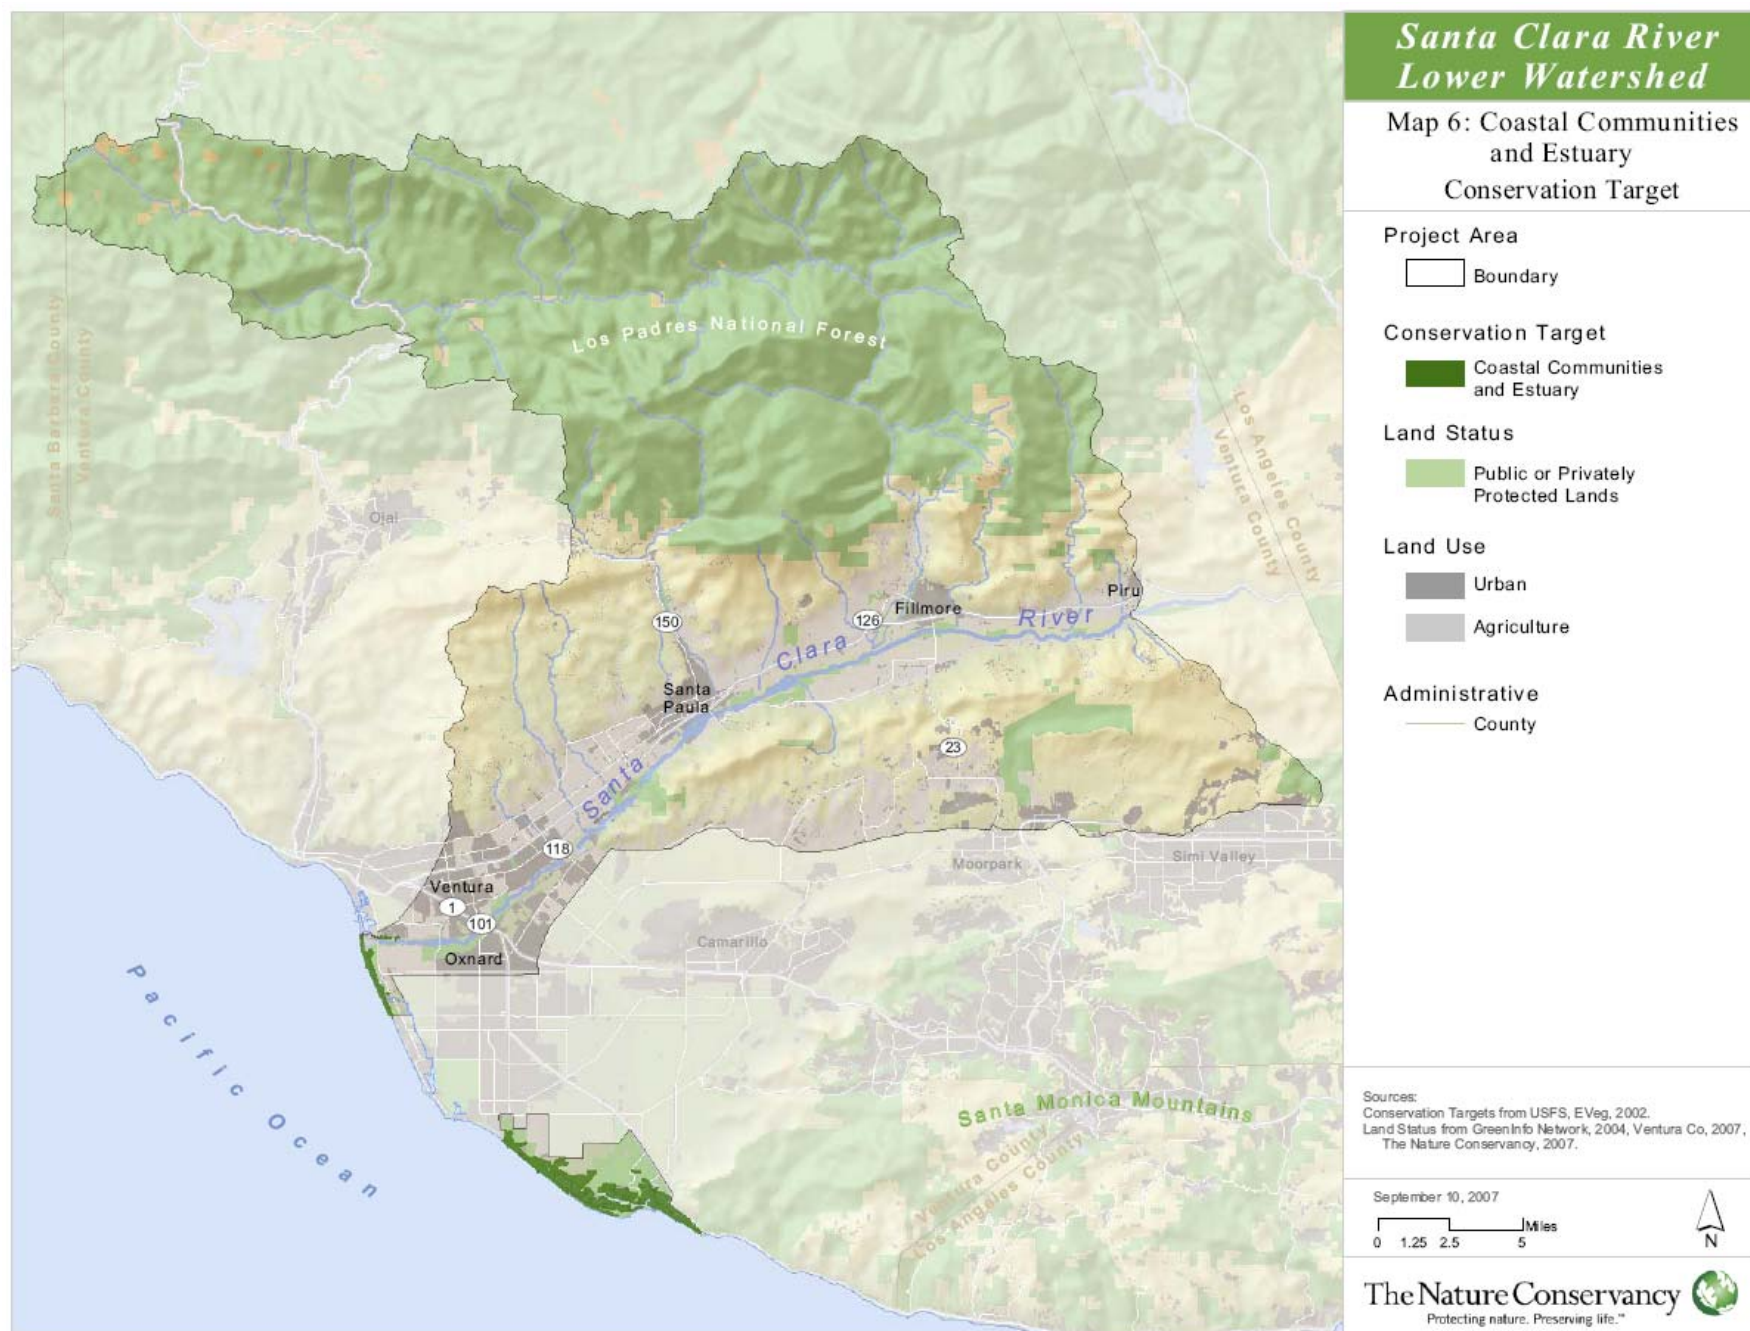 Santa Clara River
Lower Watershed
Map 6: Coastal Communities
and Estuary
Conservation Target
Project Area
Boundary
Conservation Target
Coastal Communities
and Estuary
Land Status
Public or Privately
Protected Lands
Land Use
Urban
Agriculture
Administrative
County
Sources:
Conservation Targets from USFS, EVeg, 2002.
Land Status from GreenInfo Network, 2004, Ventura Co, 2007,
The Nature Conservancy, 2007.
September 10, 2007
Miles
0 1.25 2.5 5
N
The Nature Conservancy
Protecting nature. Preserving life.™
Los Padres National Forest
Santa Barbara County
Ventura County
Los Angeles County
Ventura County
Ojai
Piru
Fillmore
150
126
Santa Clara River
Santa
Paula
23
118
Moorpark
Simi Valley
Ventura
1
101
Camarillo
Oxnard
Pacific Ocean
Santa Monica Mountains
Ventura County
Los Angeles County